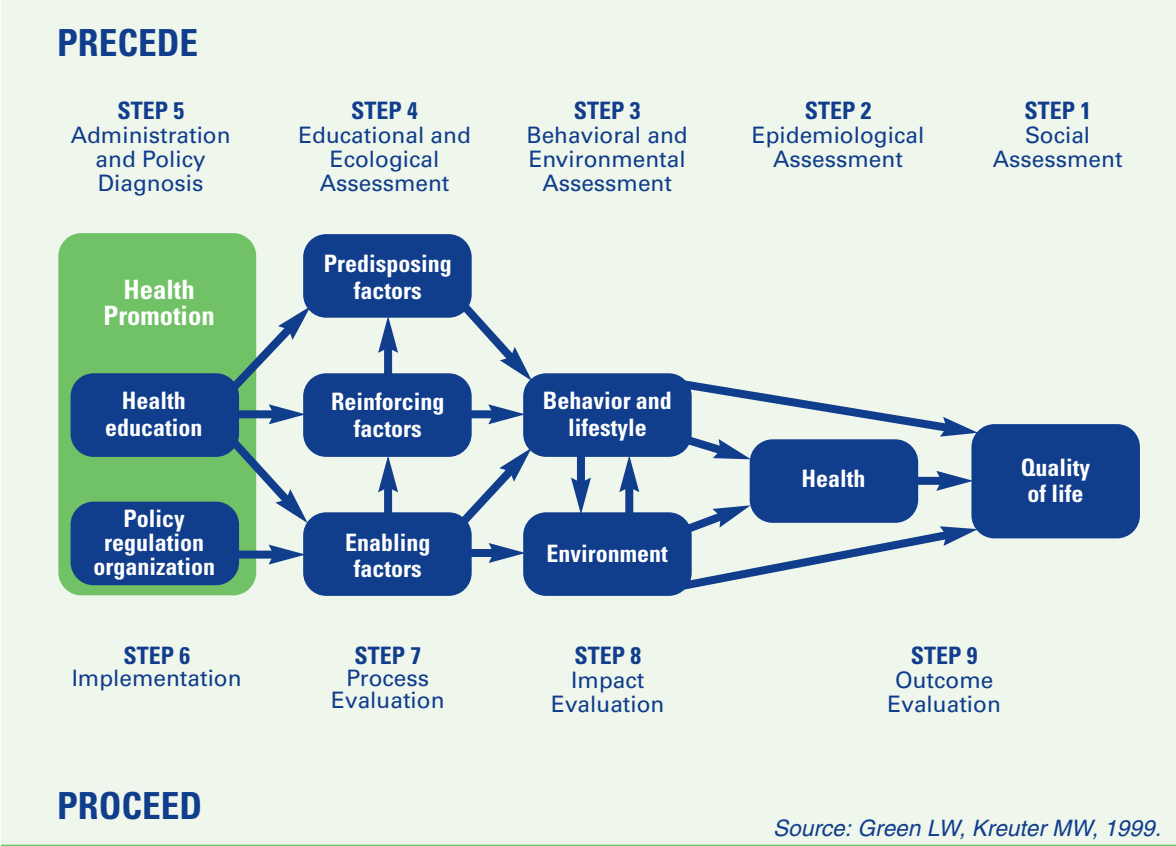 PRECEDE
STEP 5
Administration
and Policy
Diagnosis
STEP 4
Educational and
Ecological
Assessment
STEP 3
Behavioral and
Environmental
Assessment
STEP 2
Epidemiological
Assessment
STEP 1
Social
Assessment
Health
Promotion
Health
education
Policy
regulation
organization
Predisposing
factors
Reinforcing
factors
Enabling
factors
Behavior and
lifestyle
Environment
Health
Quality
of life
STEP 6
Implementation
STEP 7
Process
Evaluation
STEP 8
Impact
Evaluation
STEP 9
Outcome
Evaluation
PROCEED
Source: Green LW, Kreuter MW, 1999.